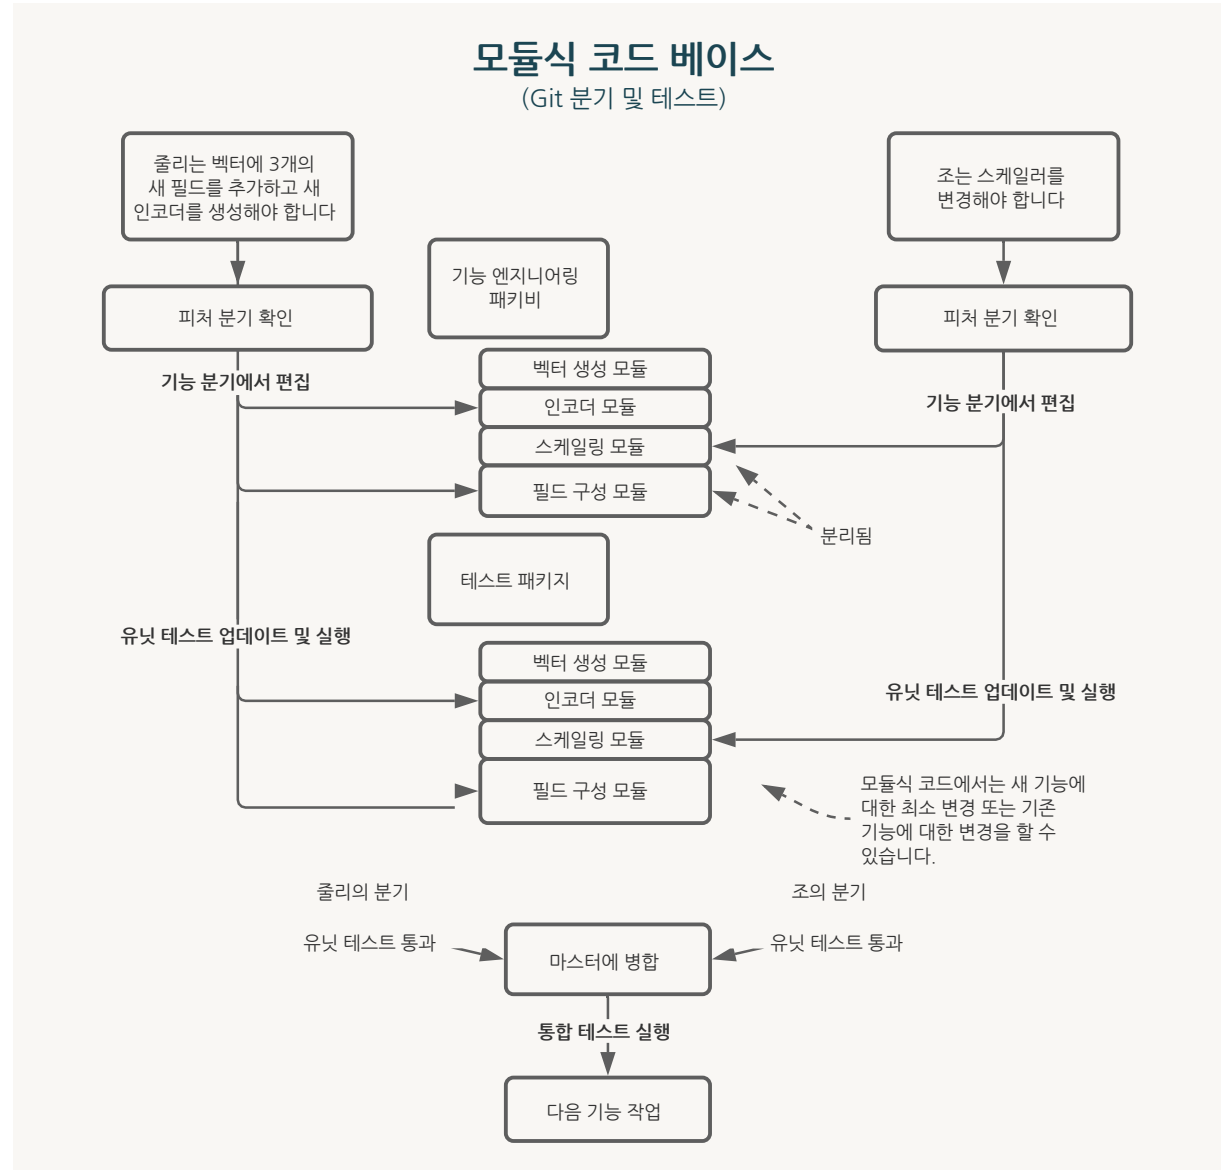 모듈식 코드 베이스
(Git 분기 및 테스트)
줄리는 벡터에 3개의
새 필드를 추가하고 새
인코더를 생성해야 합니다
조는 스케일러를
변경해야 합니다
기능 엔지니어링
패키비
피처 분기 확인
피처 분기 확인
벡터 생성 모듈
기능 분기에서 편집
인코더 모듈
기능 분기에서 편집
스케일링 모듈
필드 구성 모듈
분리됨
테스트 패키지
유닛 테스트 업데이트 및 실행
벡터 생성 모듈
유닛 테스트 업데이트 및 실행
인코더 모듈
스케일링 모듈
필드 구성 모듈
모듈식 코드에서는 새 기능에
대한 최소 변경 또는 기존
기능에 대한 변경을 할 수
있습니다.
줄리의 분기
조의 분기
유닛 테스트 통과
유닛 테스트 통과
마스터에 병합
통합 테스트 실행
다음 기능 작업